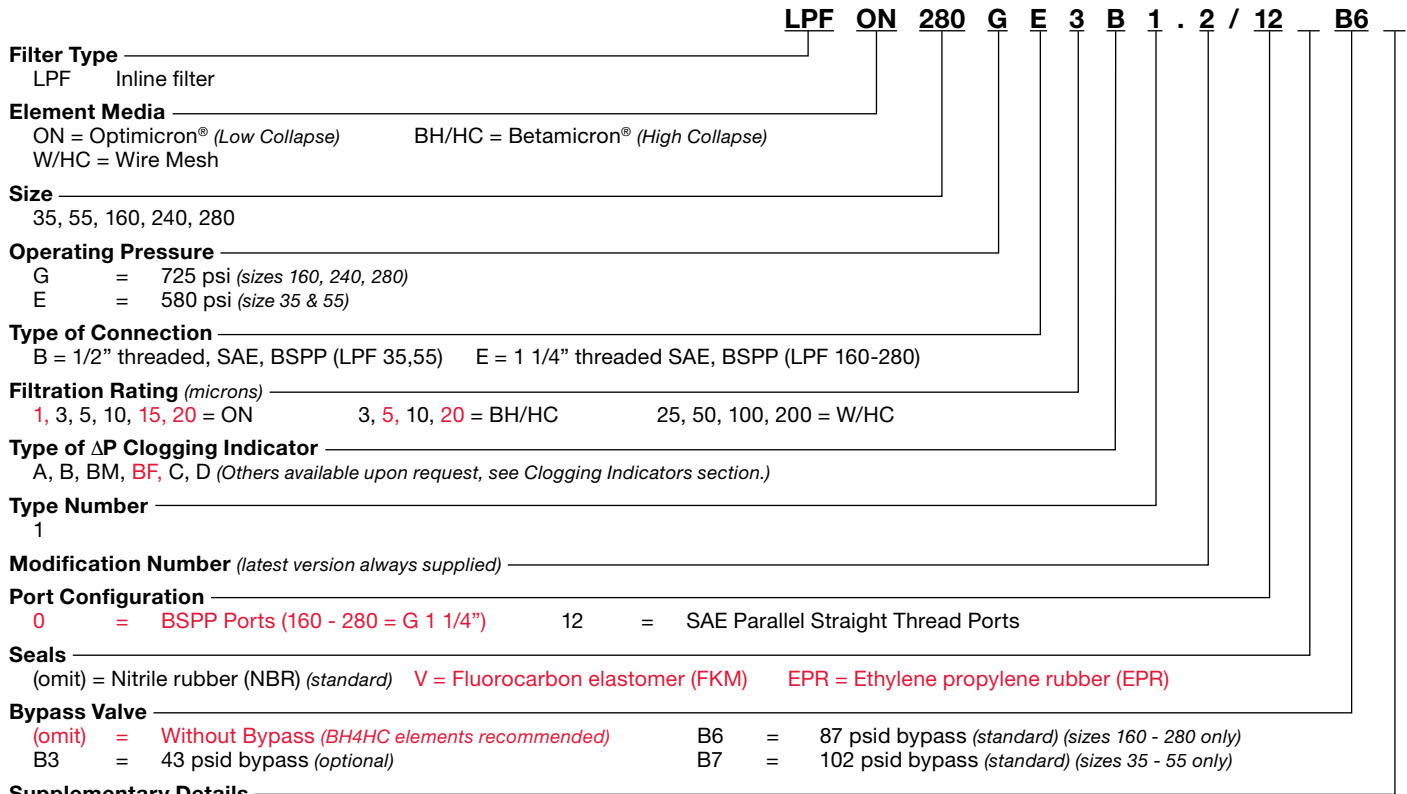 LPF ON 280 G E 3 B 1 . 2 / 12 _ B6 _
Filter Type
LPF Inline filter
Element Media
ON = Optimicron® (Low Collapse) BH/HC = Betamicron® (High Collapse)
W/HC = Wire Mesh
Size
35, 55, 160, 240, 280
Operating Pressure
G = 725 psi (sizes 160, 240, 280)
E = 580 psi (size 35 & 55)
Type of Connection
B = 1/2” threaded, SAE, BSPP (LPF 35,55) E = 1 1/4” threaded SAE, BSPP (LPF 160-280)
Filtration Rating (microns)
1, 3, 5, 10, 15, 20 = ON 3, 5, 10, 20 = BH/HC 25, 50, 100, 200 = W/HC
Type of ∆P Clogging Indicator
A, B, BM, BF, C, D (Others available upon request, see Clogging Indicators section.)
Type Number
1
Modification Number (latest version always supplied)
Port Configuration
0 = BSPP Ports (160 - 280 = G 1 1/4”) 12 = SAE Parallel Straight Thread Ports
Seals
(omit) = Nitrile rubber (NBR) (standard) V = Fluorocarbon elastomer (FKM) EPR = Ethylene propylene rubber (EPR)
Bypass Valve
(omit) = Without Bypass (BH4HC elements recommended) B6 = 87 psid bypass (standard) (sizes 160 - 280 only)
B3 = 43 psid bypass (optional) B7 = 102 psid bypass (standard) (sizes 35 - 55 only)
Supplementary Details